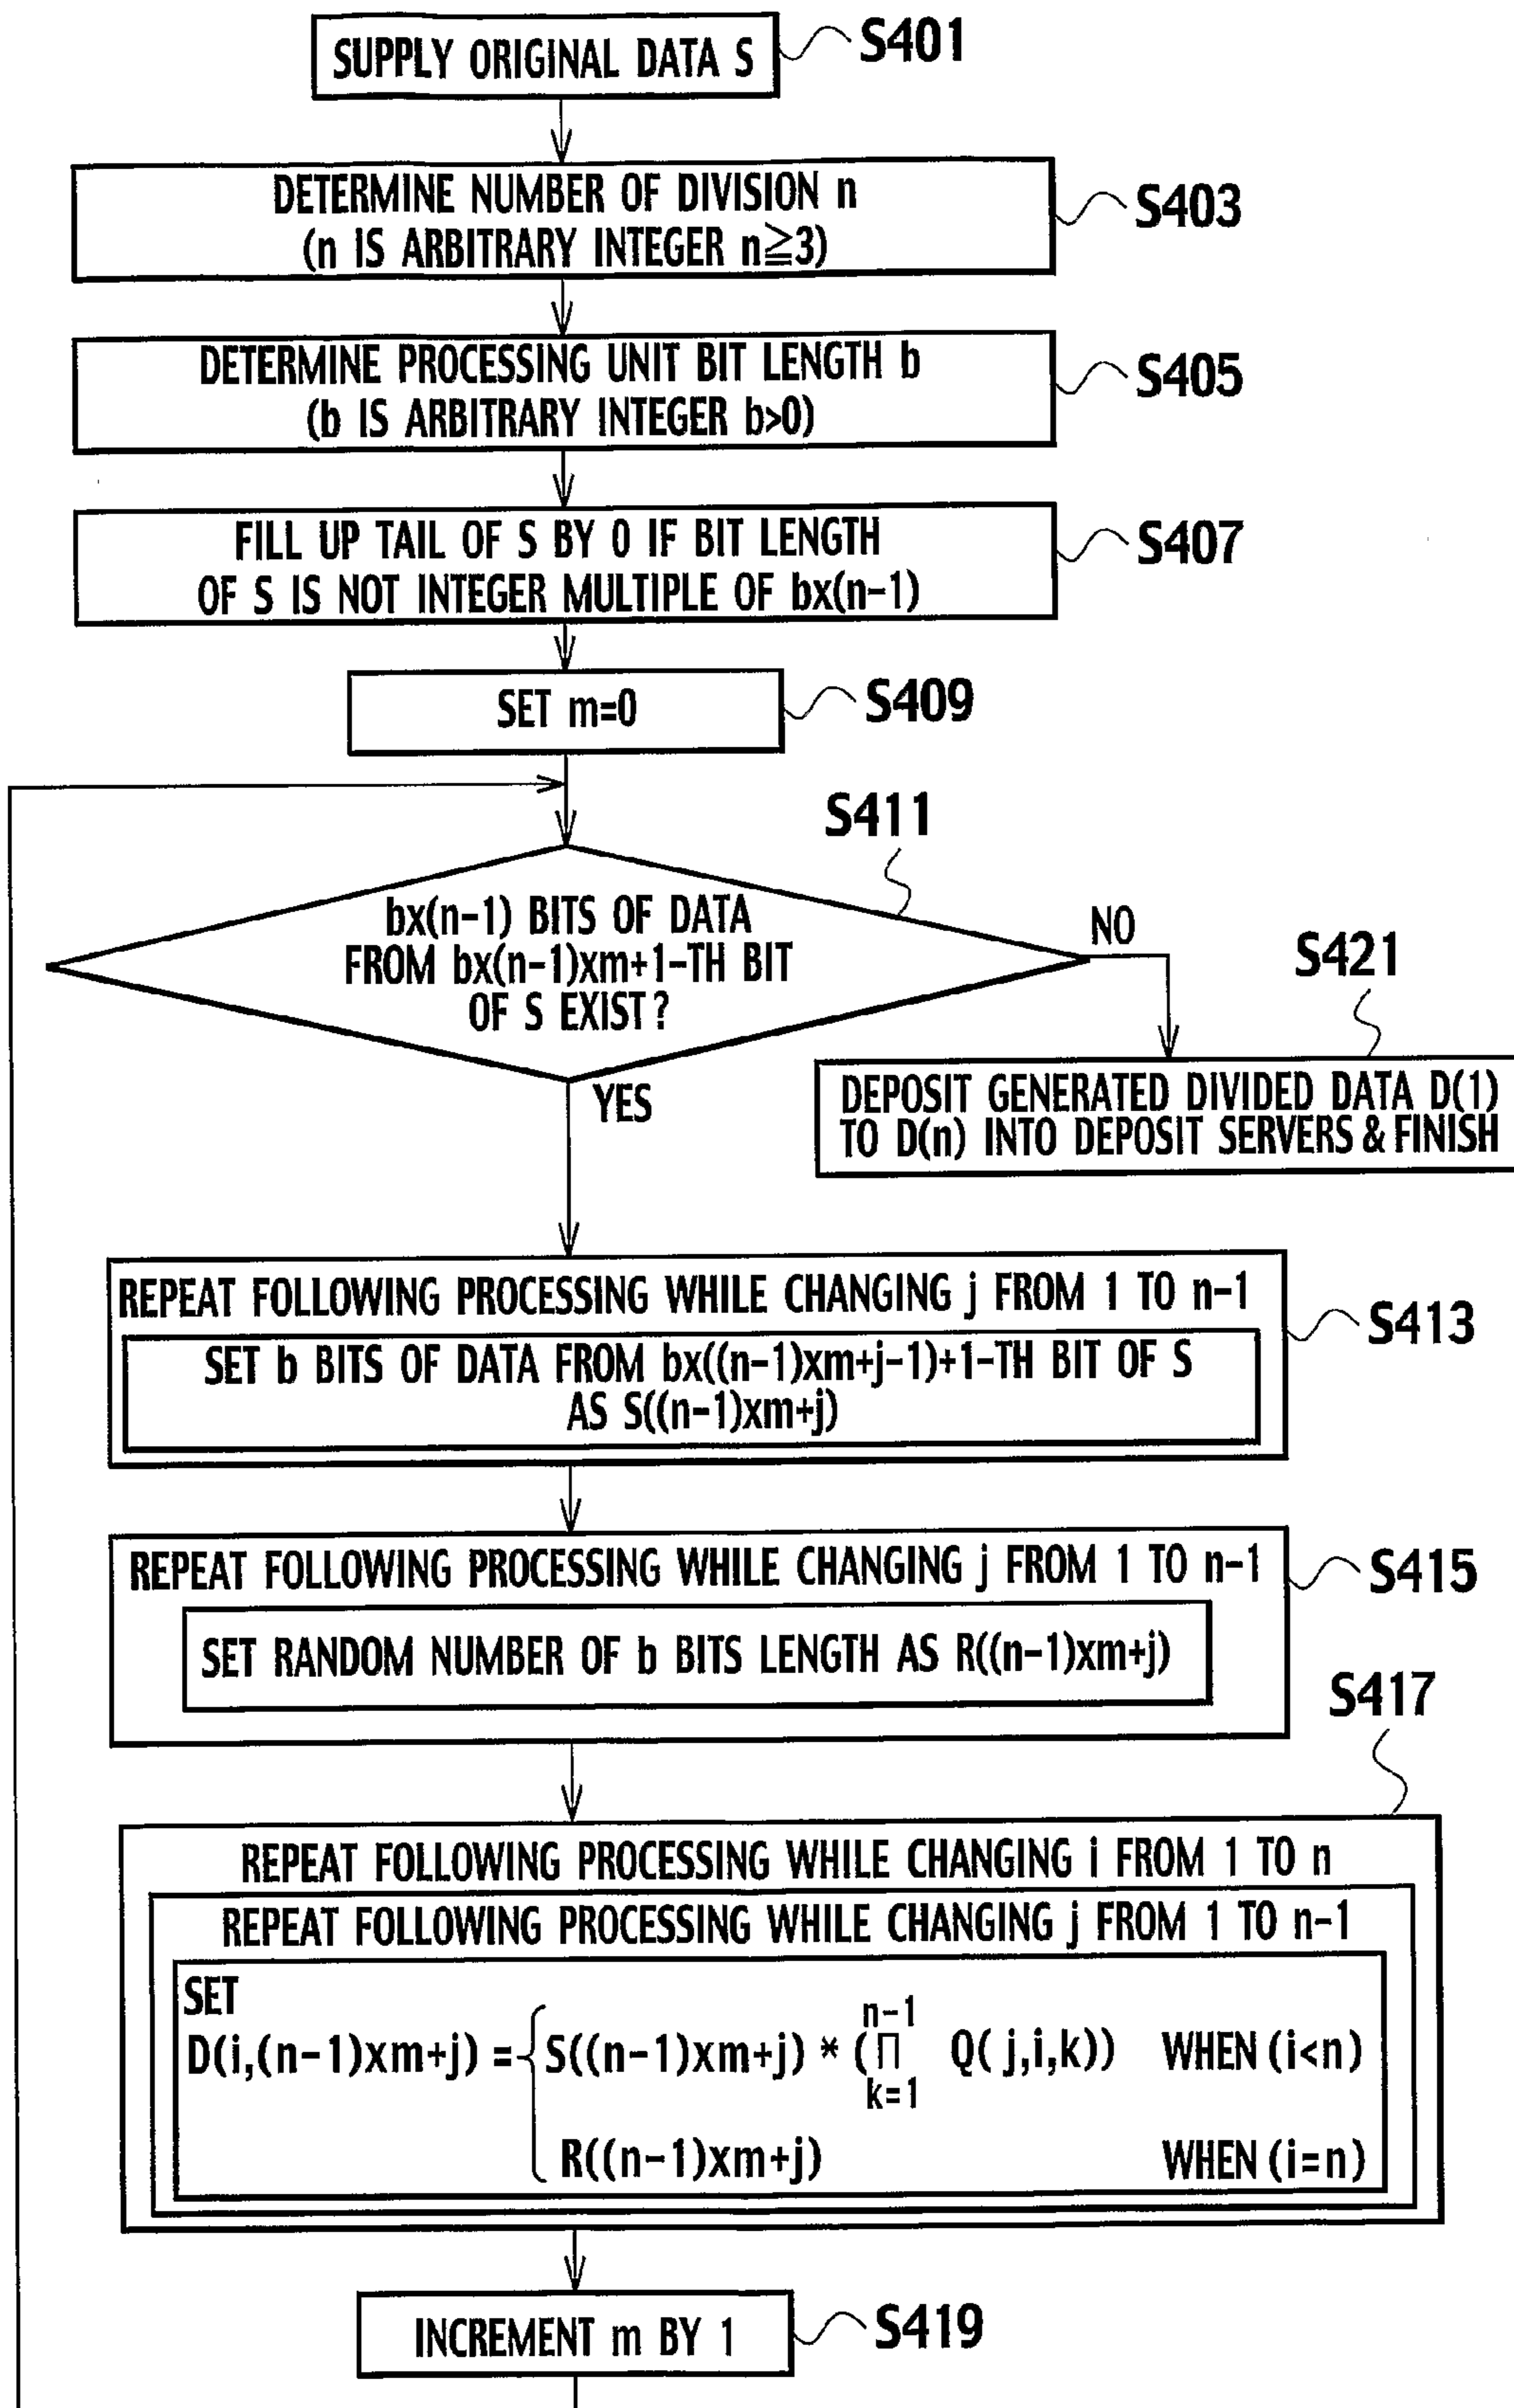 SUPPLY ORIGINAL DATA S
S401
DETERMINE NUMBER OF DIVISION n
(n IS ARBITRARY INTEGER n≧3)
S403
DETERMINE PROCESSING UNIT BIT LENGTH b
(b IS ARBITRARY INTEGER b>0)
S405
FILL UP TAIL OF S BY 0 IF BIT LENGTH
OF S IS NOT INTEGER MULTIPLE OF bx(n-1)
S407
SET m=0
S409
S411
bx(n-1) BITS OF DATA
FROM bx(n-1)xm+1-TH BIT
OF S EXIST?
NO
YES
S421
DEPOSIT GENERATED DIVIDED DATA D(1)
TO D(n) INTO DEPOSIT SERVERS & FINISH
REPEAT FOLLOWING PROCESSING WHILE CHANGING j FROM 1 TO n-1
S413
SET b BITS OF DATA FROM bx((n-1)xm+j-1)+1-TH BIT OF S
AS S((n-1)xm+j)
REPEAT FOLLOWING PROCESSING WHILE CHANGING j FROM 1 TO n-1
S415
SET RANDOM NUMBER OF b BITS LENGTH AS R((n-1)xm+j)
S417
REPEAT FOLLOWING PROCESSING WHILE CHANGING i FROM 1 TO n
REPEAT FOLLOWING PROCESSING WHILE CHANGING j FROM 1 TO n-1
SET
n-1
D(i,(n-1)xm+j) = { S((n-1)xm+j) * (Π Q(j,i,k)) WHEN (i<n)
k=1
R((n-1)xm+j) WHEN (i=n)
INCREMENT m BY 1
S419